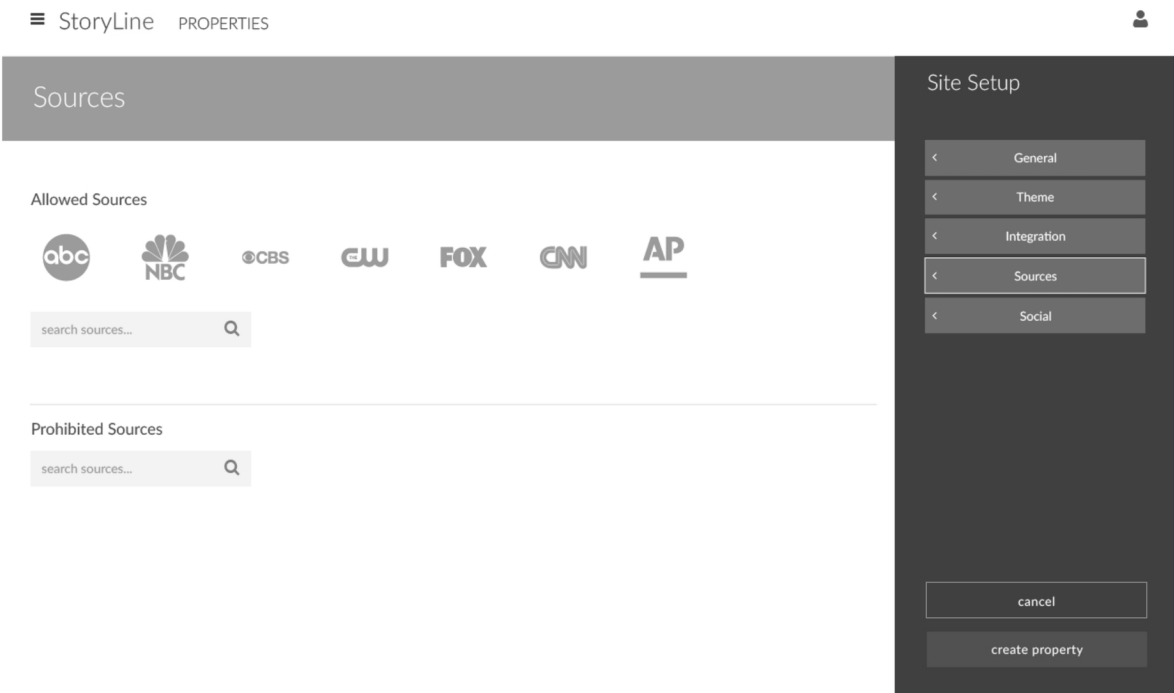 StoryLine PROPERTIES
Sources
Site Setup
General
Theme
Integration
Sources
Social
cancel
create property
Allowed Sources
abc NBC CBS THE CW FOX CNN AP
search sources...
Prohibited Sources
search sources...